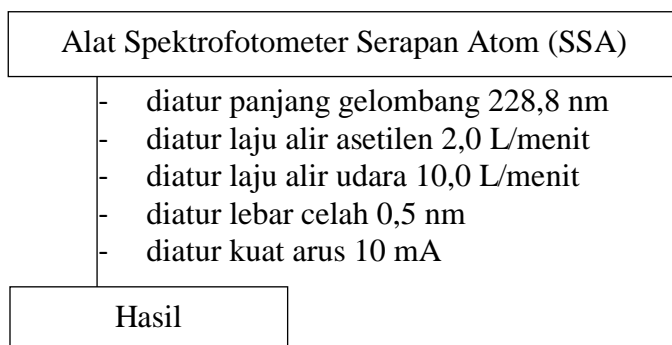 Alat Spektrofotometer Serapan Atom (SSA)
- diatur panjang gelombang 228,8 nm
- diatur laju alir asetilen 2,0 L/menit
- diatur laju alir udara 10,0 L/menit
- diatur lebar celah 0,5 nm
- diatur kuat arus 10 mA
Hasil